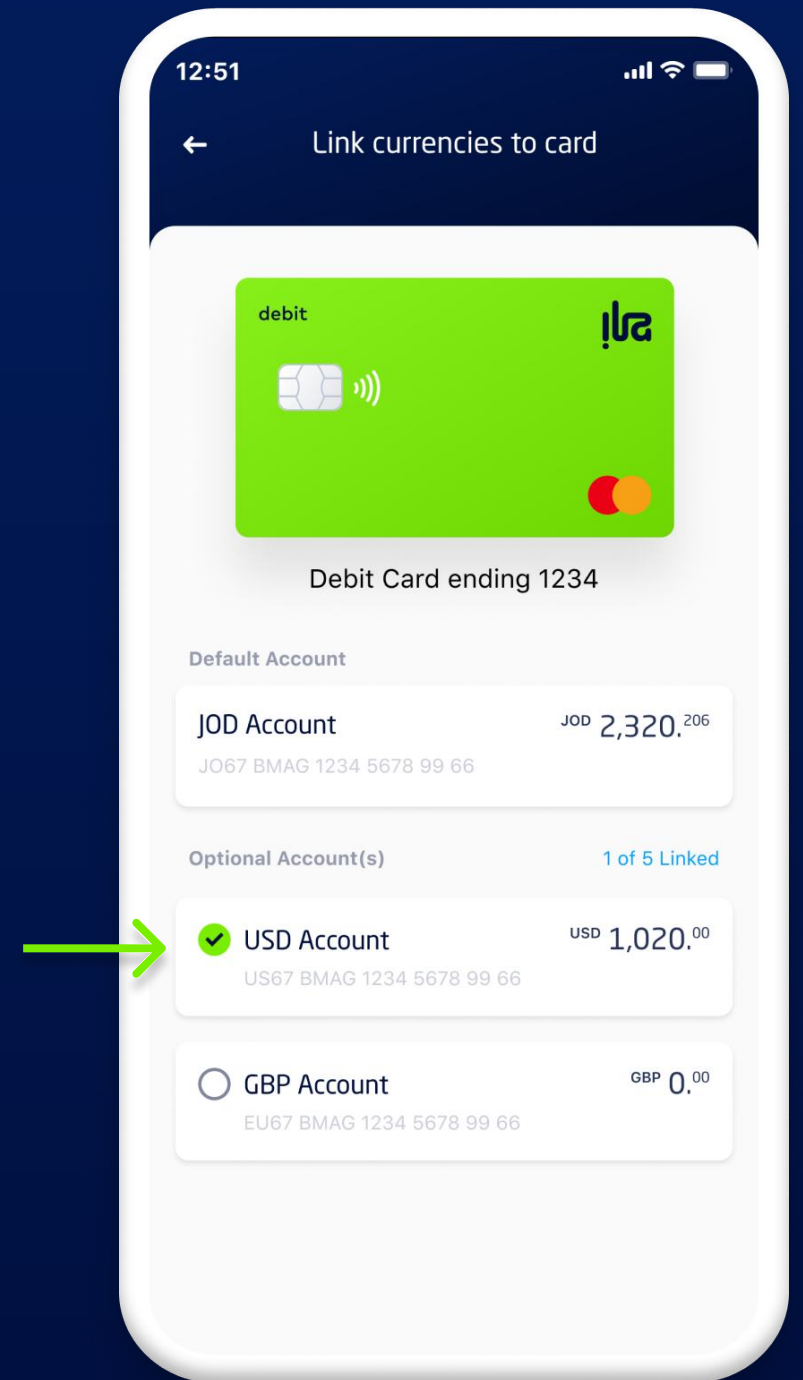 12:51
Link currencies to card
debit
ila
Debit Card ending 1234
Default Account
JOD Account
JOD 2,320.206
JO67 BMAG 1234 5678 99 66
Optional Account(s)
1 of 5 Linked
USD Account
USD 1,020.00
US67 BMAG 1234 5678 99 66
GBP Account
GBP 0.00
EU67 BMAG 1234 5678 99 66